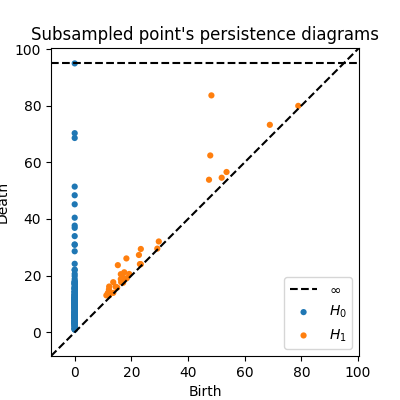 Subsampled point's persistence diagrams
100
80
60
40
20
0
Death
0 20 40 60 80 100
Birth
∞
H₀
H₁